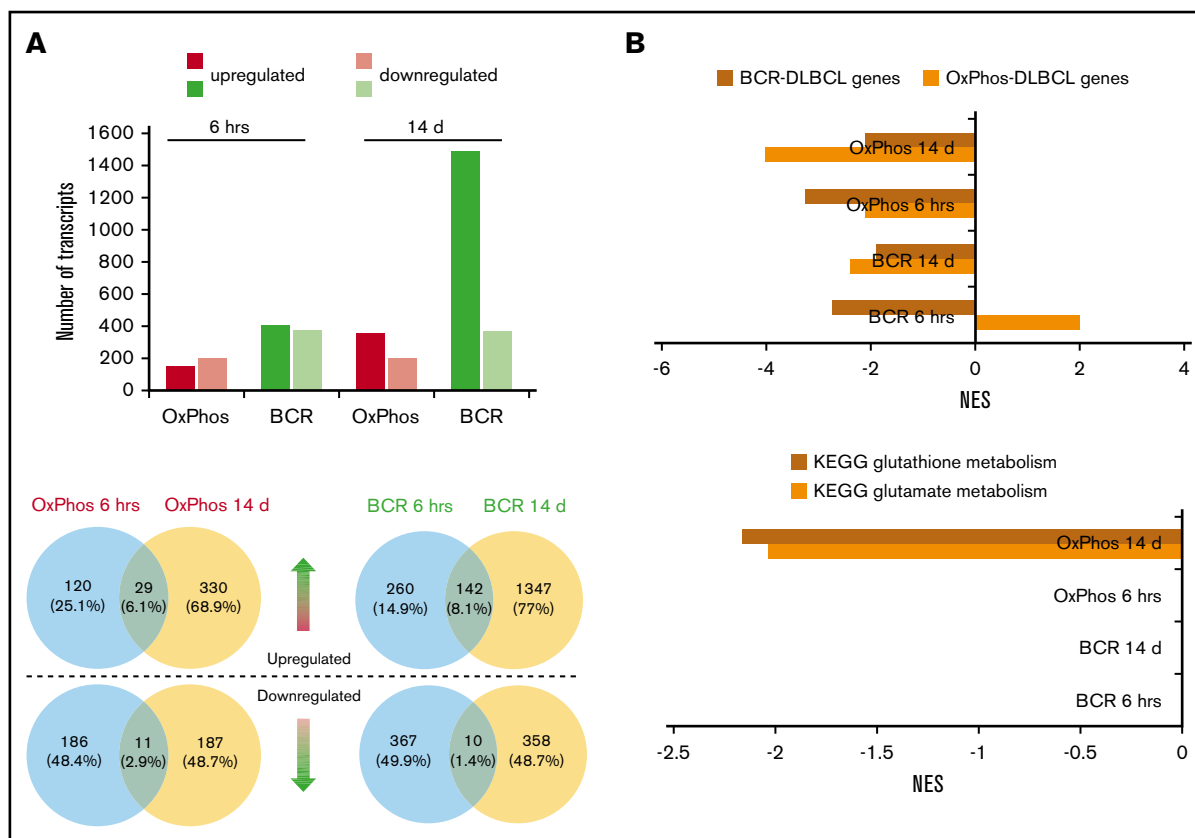 A
upregulated
downregulated
6 hrs
14 d
1600
1400
1200
1000
800
600
400
200
0
Number of transcripts
OxPhos
BCR
OxPhos
BCR
OxPhos 6 hrs
OxPhos 14 d
BCR 6 hrs
BCR 14 d
120
(25.1%)
29
(6.1%)
330
(68.9%)
260
(14.9%)
142
(8.1%)
1347
(77%)
Upregulated
Downregulated
186
(48.4%)
11
(2.9%)
187
(48.7%)
367
(49.9%)
10
(1.4%)
358
(48.7%)
B
BCR-DLBCL genes
OxPhos-DLBCL genes
OxPhos 14 d
OxPhos 6 hrs
BCR 14 d
BCR 6 hrs
-6
-4
-2
0
2
4
NES
KEGG glutathione metabolism
KEGG glutamate metabolism
OxPhos 14 d
OxPhos 6 hrs
BCR 14 d
BCR 6 hrs
-2.5
-2
-1.5
-1
-0.5
0
NES